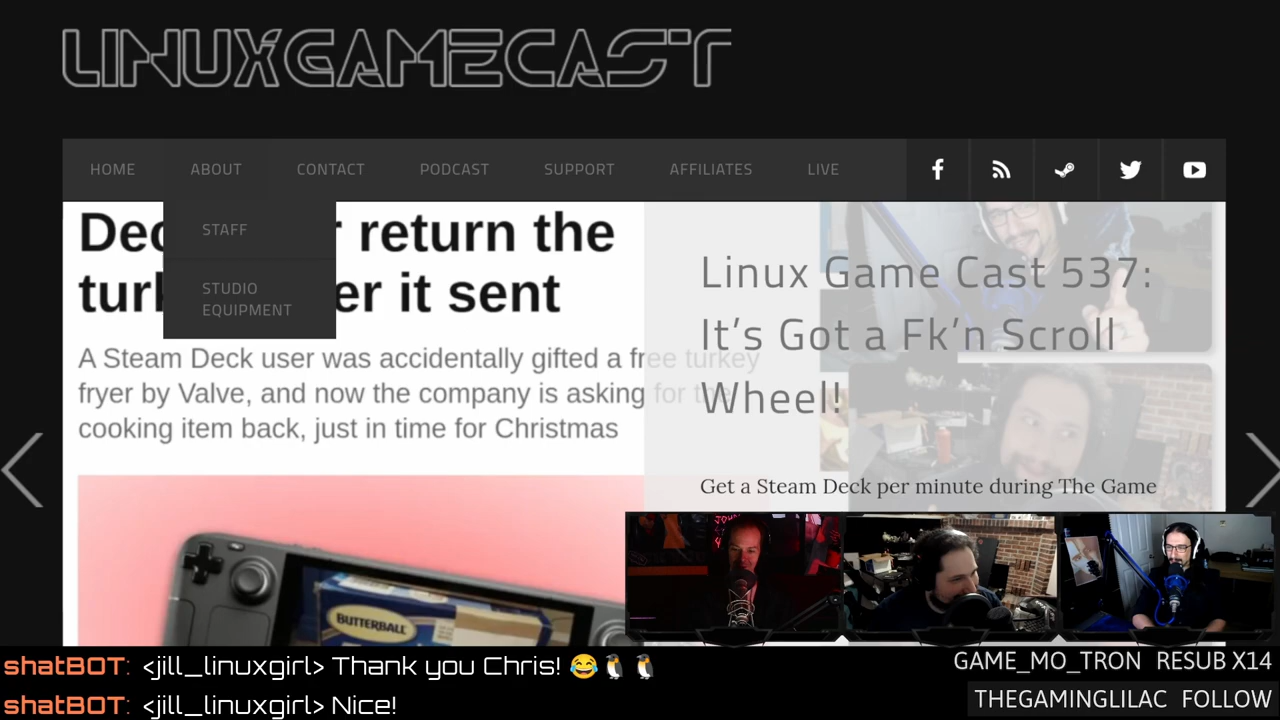 LINUXGAMECAST
HOME ABOUT CONTACT PODCAST SUPPORT AFFILIATES LIVE
STAFF
STUDIO
EQUIPMENT
return the
it sent
A Steam Deck user was accidentally gifted a free turkey
fryer by Valve, and now the company is asking for the
cooking item back, just in time for Christmas
Linux Game Cast 537:
It’s Got a Fk’n Scroll
Wheel!
Get a Steam Deck per minute during The Game
BUTTERBALL
shatBOT: <jill_linuxgirl> Thank you Chris! 😂🐧🐧
shatBOT: <jill_linuxgirl> Nice!
GAME_MO_TRON RESUB X14
THEGAMINGLILAC FOLLOW